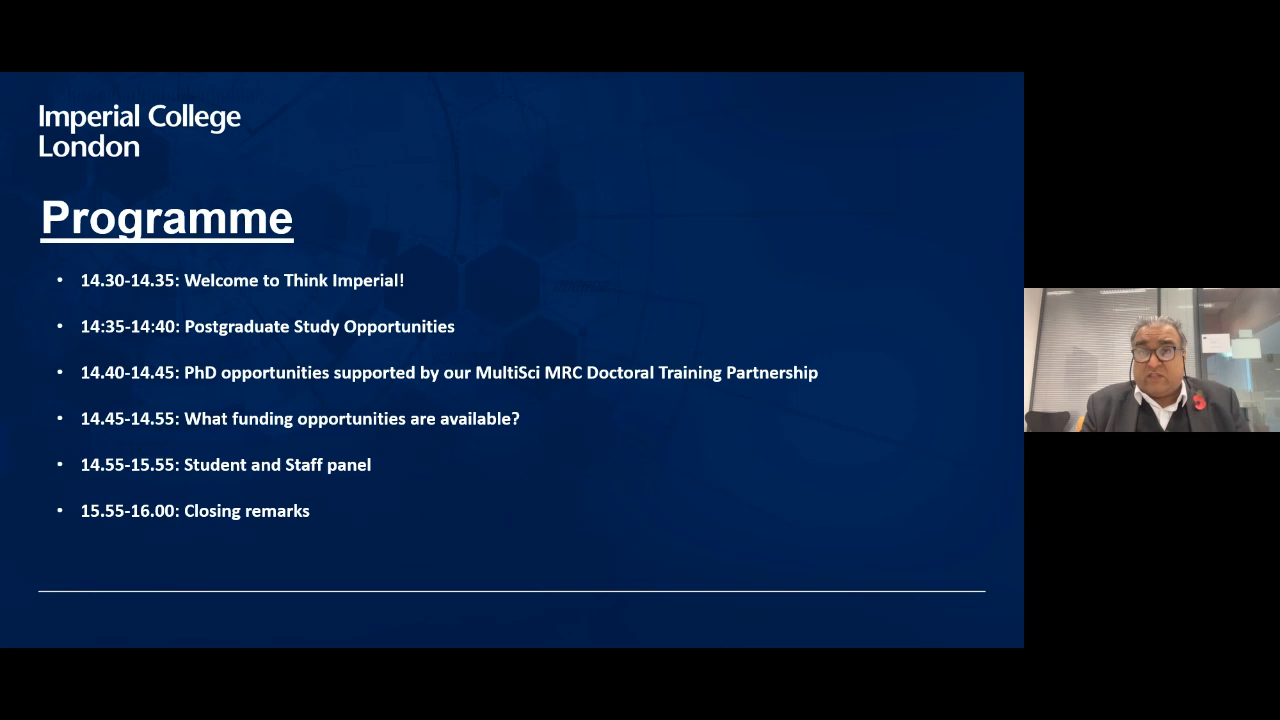 Imperial College
London
Programme
• 14.30-14.35: Welcome to Think Imperial!
• 14:35-14:40: Postgraduate Study Opportunities
• 14.40-14.45: PhD opportunities supported by our MultiSci MRC Doctoral Training Partnership
• 14.45-14.55: What funding opportunities are available?
• 14.55-15.55: Student and Staff panel
• 15.55-16.00: Closing remarks